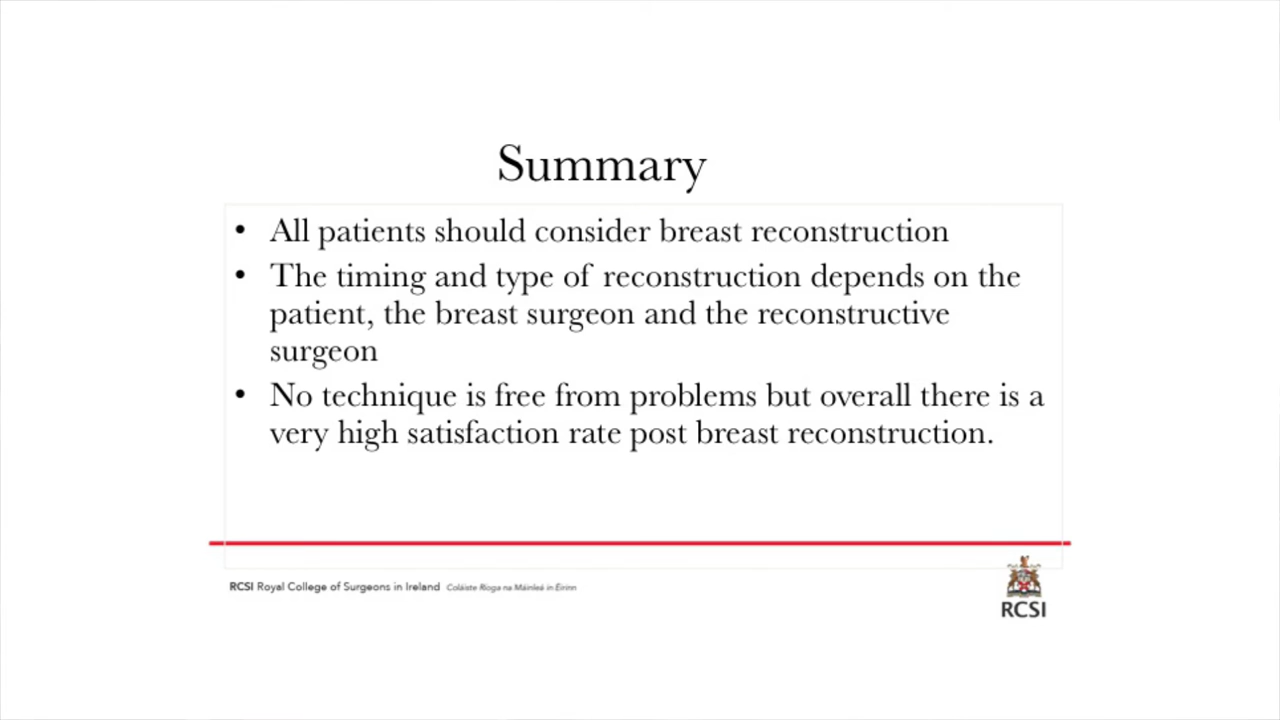 Summary
• All patients should consider breast reconstruction
• The timing and type of reconstruction depends on the
patient, the breast surgeon and the reconstructive
surgeon
• No technique is free from problems but overall there is a
very high satisfaction rate post breast reconstruction.
RCSI Royal College of Surgeons in Ireland Coláiste Ríoga na Máinleá in Éirinn
RCSI